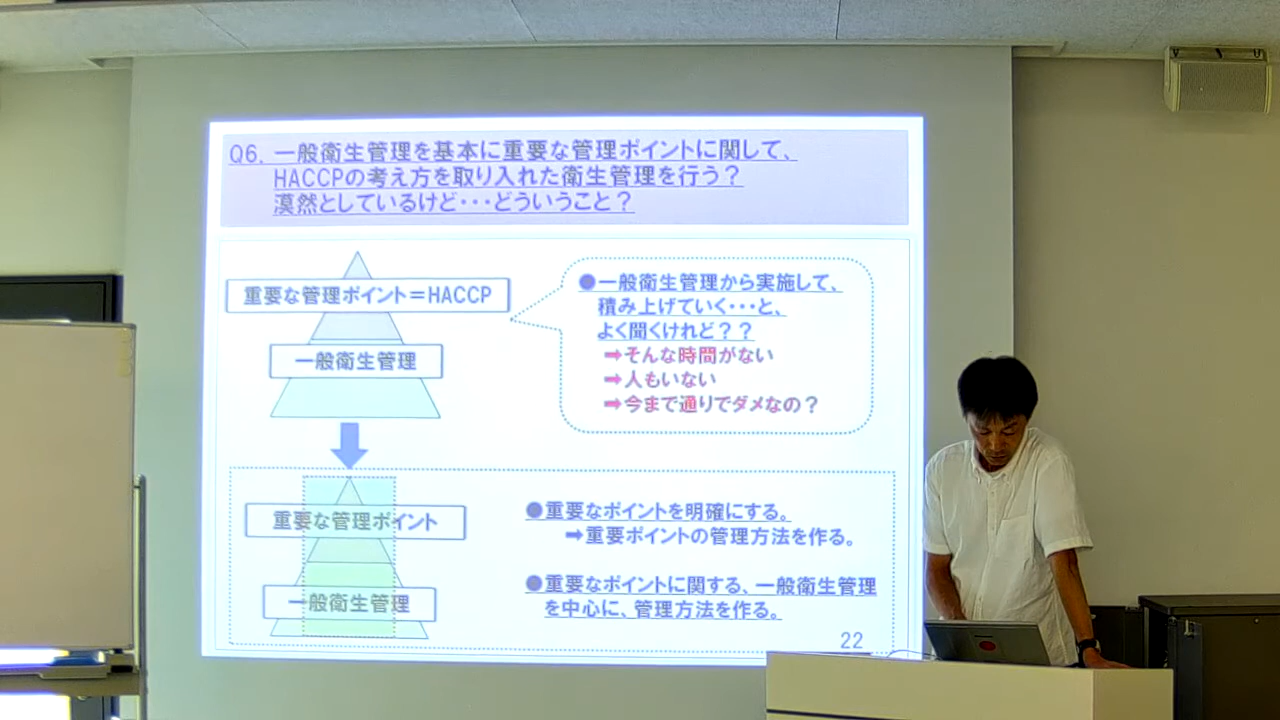 Q6. 一般衛生管理を基本に重要な管理ポイントに関して、
HACCPの考え方を取り入れた衛生管理を行う？
漠然としているけど・・・どういうこと？
重要な管理ポイント＝HACCP
一般衛生管理
●一般衛生管理から実施して、
積み上げていく・・・と、
よく聞くけれど？？
➡そんな時間がない
➡人もいない
➡今まで通りでダメなの？
重要な管理ポイント
一般衛生管理
●重要なポイントを明確にする。
➡重要ポイントの管理方法を作る。
●重要なポイントに関する、一般衛生管理
を中心に、管理方法を作る。
22